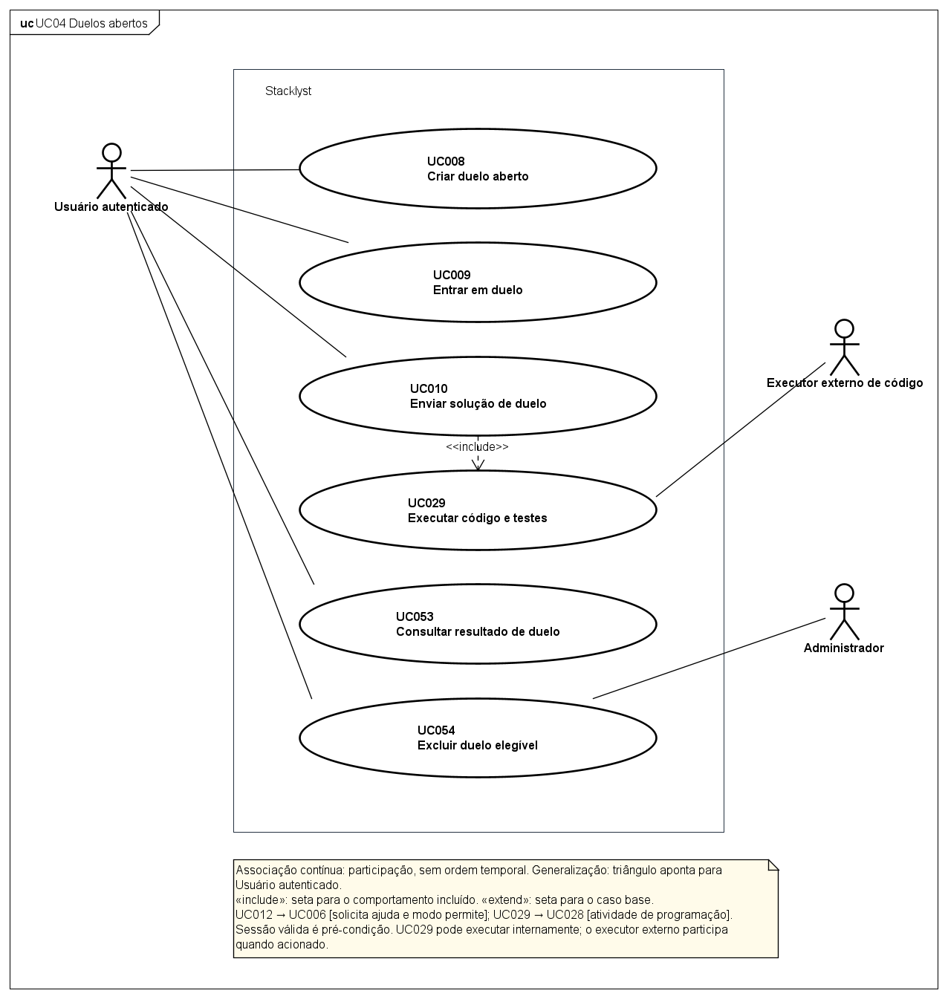 uc UC04 Duelos abertos
Stacklyst
UC008
Criar duelo aberto
Usuário autenticado
UC009
Entrar em duelo
UC010
Enviar solução de duelo
Executor externo de código
<<include>>
UC029
Executar código e testes
UC053
Consultar resultado de duelo
Administrador
UC054
Excluir duelo elegível
Associação contínua: participação, sem ordem temporal. Generalização: triângulo aponta para
Usuário autenticado.
«include»: seta para o comportamento incluído. «extend»: seta para o caso base.
UC012 → UC006 [solicita ajuda e modo permite]; UC029 → UC028 [atividade de programação].
Sessão válida é pré-condição. UC029 pode executar internamente; o executor externo participa
quando acionado.